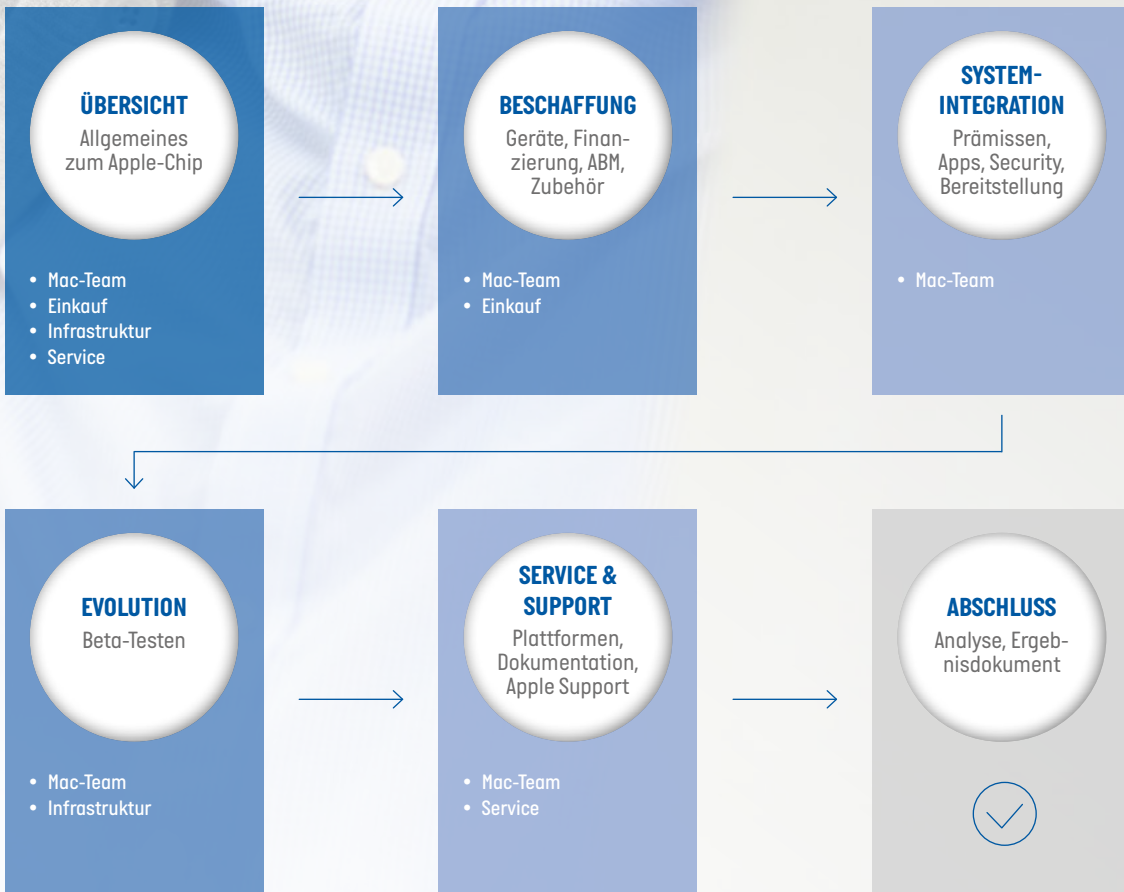 ÜBERSICHT
Allgemeines
zum Apple-Chip
• Mac-Team
• Einkauf
• Infrastruktur
• Service
BESCHAFFUNG
Geräte, Finan-
zierung, ABM,
Zubehör
• Mac-Team
• Einkauf
SYSTEM-
INTEGRATION
Prämissen,
Apps, Security,
Bereitstellung
• Mac-Team
EVOLUTION
Beta-Testen
• Mac-Team
• Infrastruktur
SERVICE &
SUPPORT
Plattformen,
Dokumentation,
Apple Support
• Mac-Team
• Service
ABSCHLUSS
Analyse, Ergeb-
nisdokument